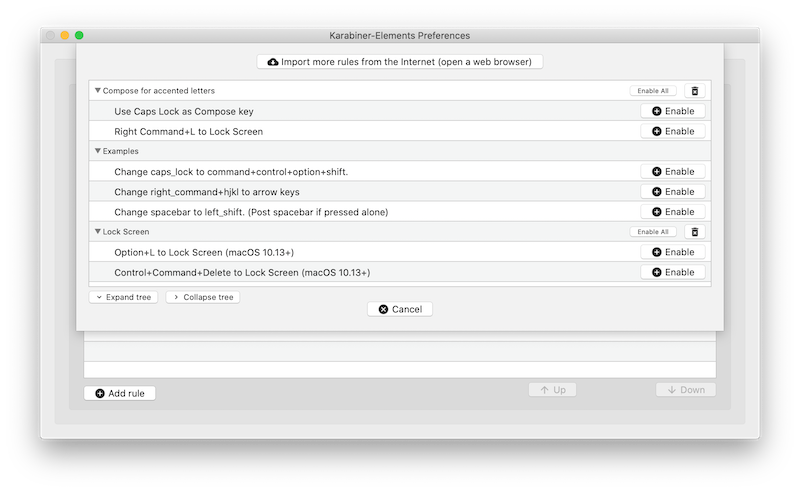 Karabiner-Elements Preferences
Import more rules from the Internet (open a web browser)
Compose for accented letters Enable All
Use Caps Lock as Compose key Enable
Right Command+L to Lock Screen Enable
Examples
Change caps_lock to command+control+option+shift. Enable
Change right_command+hjkl to arrow keys Enable
Change spacebar to left_shift. (Post spacebar if pressed alone) Enable
Lock Screen Enable All
Option+L to Lock Screen (macOS 10.13+) Enable
Control+Command+Delete to Lock Screen (macOS 10.13+) Enable
Expand tree Collapse tree
Cancel
Add rule Up Down